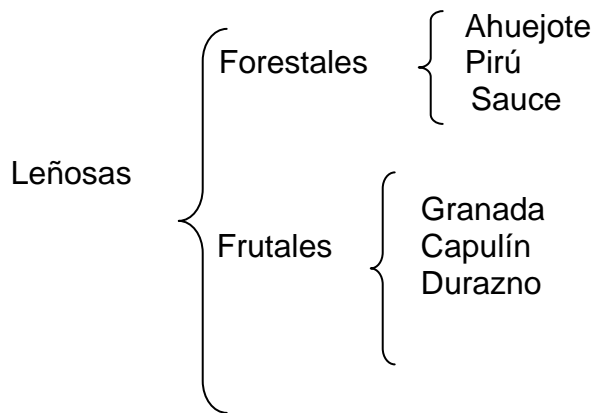 Leñosas
Forestales
Ahuejote
Pirú
Sauce
Frutales
Granada
Capulín
Durazno